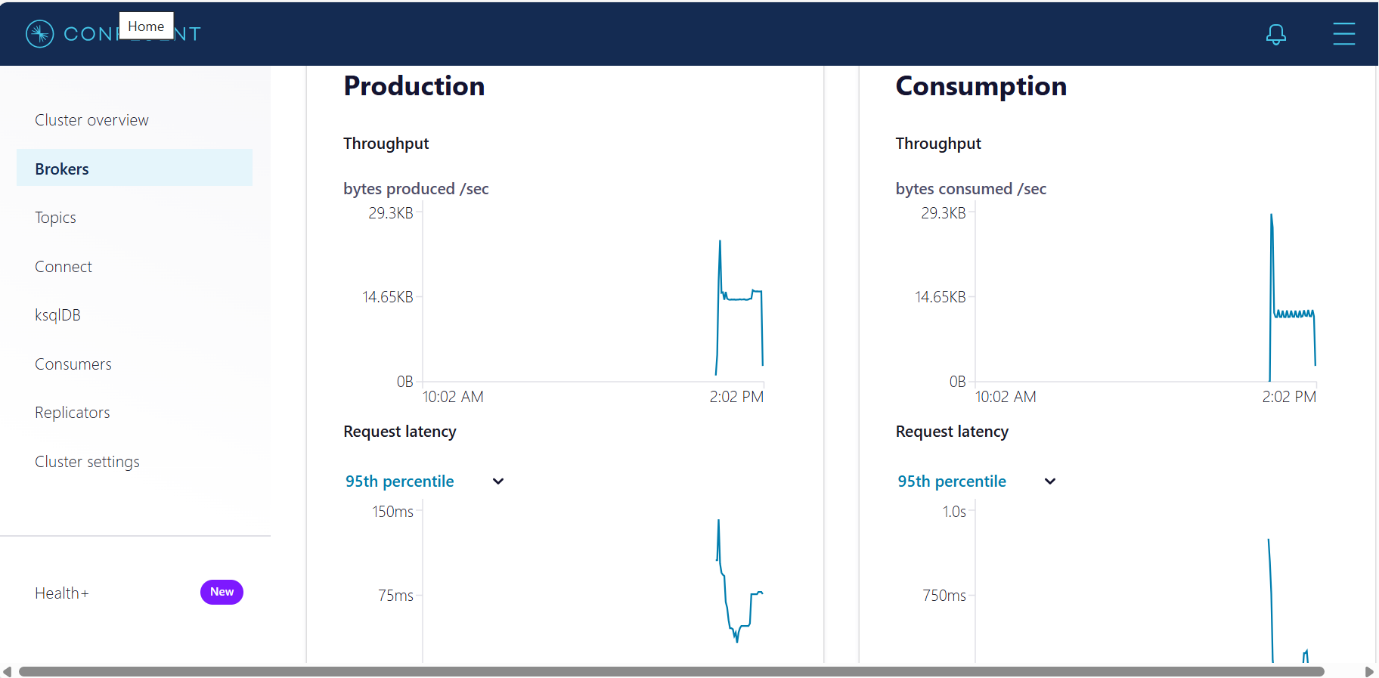 Home
Cluster overview
Brokers
Topics
Connect
ksqlDB
Consumers
Replicators
Cluster settings
Health+
New
Production
Throughput
bytes produced /sec
29.3KB
14.65KB
0B
10:02 AM 2:02 PM
Request latency
95th percentile
150ms
75ms
Consumption
Throughput
bytes consumed /sec
29.3KB
14.65KB
0B
10:02 AM 2:02 PM
Request latency
95th percentile
1.0s
750ms